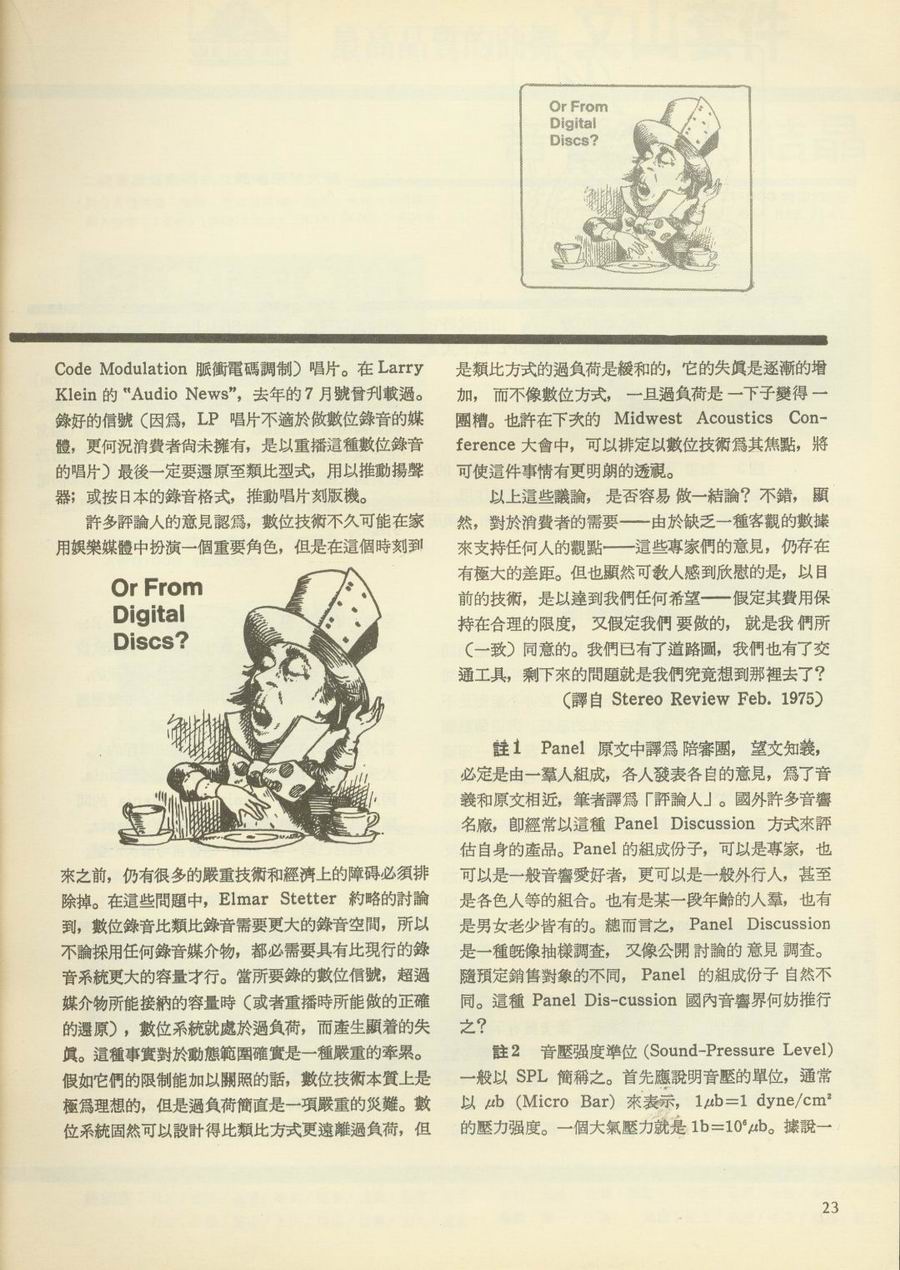 Or From
Digital
Discs?
Code Modulation 脈衝電碼調制）唱片。在 Larry
Klein 的 “Audio News”，去年的 7 月號曾刋載過。
錄好的信號（因爲，LP 唱片不適於做數位錄音的媒
體，更何況消費者尙未擁有，是以重播這種數位錄音
的唱片）最後一定要還原至類比型式，用以推動揚聲
器；或按日本的錄音格式，推動唱片刻版機。
許多評論人的意見認爲，數位技術不久可能在家
用娛樂媒體中扮演一個重要角色，但是在這個時刻到
Or From
Digital
Discs?
來之前，仍有很多的嚴重技術和經濟上的障碍必須排
除掉。在這些問題中，Elmar Stetter 約略的討論
到，數位錄音比類比錄音需要更大的錄音空間，所以
不論採用任何錄音媒介物，都必需要具有比現行的錄
音系統更大的容量才行。當所要錄的數位信號，超過
媒介物所能接納的容量時（或者重播時所能做的正確
的還原），數位系統就處於過負荷，而產生顯着的失
眞。這種事實對於動態範圍確實是一種嚴重的牽累。
假如它們的限制能加以關照的話，數位技術本質上是
極爲理想的，但是過負荷簡直是一項嚴重的災難。數
位系統固然可以設計得比類比方式更遠離過負荷，但
是類比方式的過負荷是緩和的，它的失眞是逐漸的增
加，而不像數位方式，一旦過負荷是一下子變得一
團糟。也許在下次的 Midwest Acoustics Con-
ference 大會中，可以排定以數位技術爲其焦點，將
可使這件事情有更明朗的透視。
以上這些議論，是否容易做一結論？不錯，顯
然，對於消費者的需要——由於缺乏一種客觀的數據
來支持任何人的觀點——這些專家們的意見，仍存在
有極大的差距。但也顯然可敎人感到欣慰的是，以目
前的技術，是以達到我們任何希望——假定其費用保
持在合理的限度，又假定我們要做的，就是我們所
（一致）同意的。我們已有了道路圖，我們也有了交
通工具，剩下來的問題就是我們究竟想到那裡去了？
（譯自 Stereo Review Feb. 1975）
註1 Panel 原文中譯爲陪審團，望文知義，
必定是由一羣人組成，各人發表各自的意見，爲了音
義和原文相近，筆者譯爲「評論人」。國外許多音響
名廠，卽經常以這種 Panel Discussion 方式來評
估自身的產品。Panel 的組成份子，可以是專家，也
可以是一般音響愛好者，更可以是一般外行人，甚至
是各色人等的組合。也有是某一段年齡的人羣，也有
是男女老少皆有的。總而言之，Panel Discussion
是一種旣像抽樣調查，又像公開討論的意見調查。
隨預定銷售對象的不同，Panel 的組成份子自然不
同。這種 Panel Dis-cussion 國內音響界何妨推行
之？
註2 音壓强度準位 (Sound-Pressure Level)
一般以 SPL 簡稱之。首先應說明音壓的單位，通常
以 μb (Micro Bar) 來表示，1μb=1 dyne/cm²
的壓力强度。一個大氣壓力就是 1b=10⁶μb。據說一
23